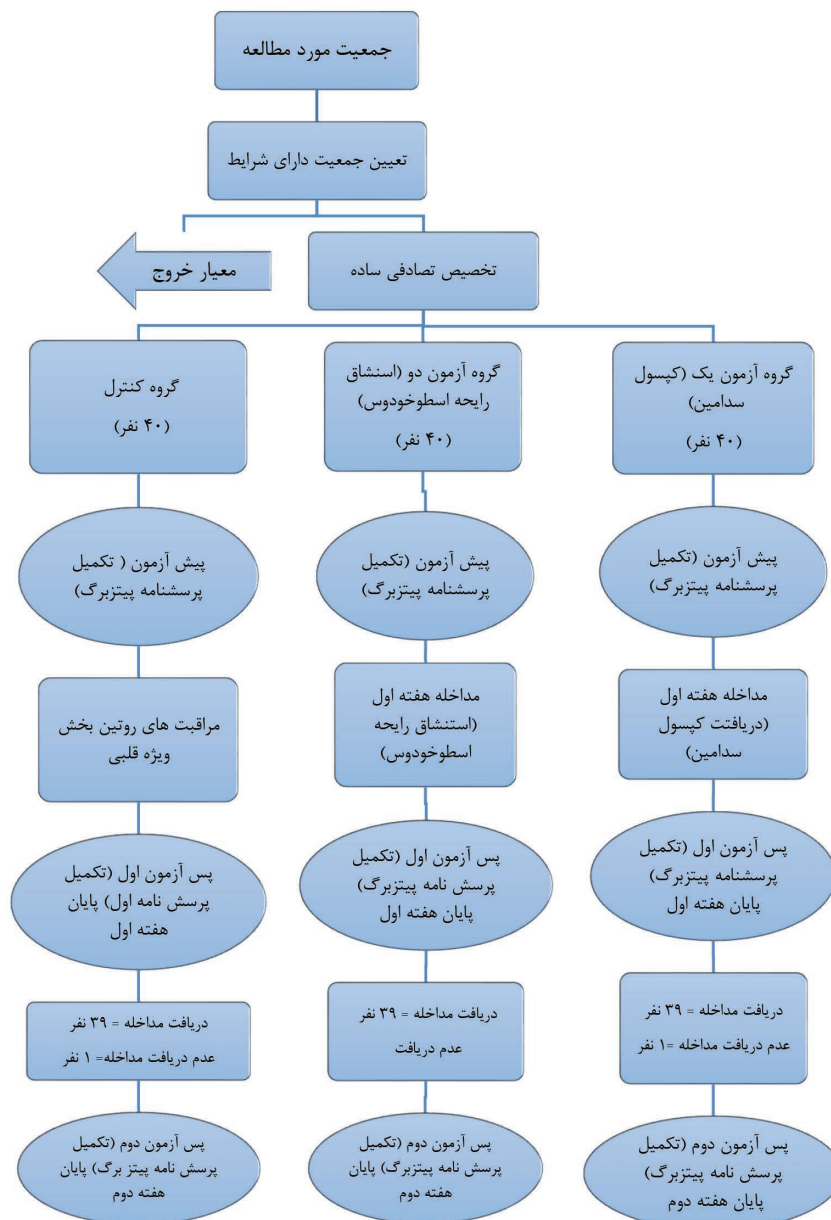 جمعیت مورد مطالعه
تعیین جمعیت دارای شرایط
تخصیص تصادفی ساده
معیار خروج
گروه آزمون یک (کپسول
سدامین)
(۴۰ نفر)
گروه آزمون دو (اسنشاق
رایحه اسطوخودوس)
(۴۰ نفر)
گروه کنترل
(۴۰ نفر)
پیش آزمون (تکمیل
پرسشنامه پیتزبرگ)
پیش آزمون (تکمیل
پرسشنامه پیتزبرگ)
پیش آزمون ( تکمیل
پرسشنامه پیتزبرگ)
مداخله هفته اول
(دریافتت کپسول
سدامین)
مداخله هفته اول
(استنشاق رایحه
اسطوخودوس)
مراقبت های روتین بخش
ویژه قلبی
پس آزمون اول (تکمیل
پرسشنامه پیتزبرگ)
پایان هفته اول
پس آزمون اول (تکمیل
پرسش نامه پیتزبرگ)
پایان هفته اول
پس آزمون اول (تکمیل
پرسش نامه اول) پایان
هفته اول
دریافت مداخله = ۳۹ نفر
عدم دریافت مداخله =۱ نفر
دریافت مداخله = ۳۹ نفر
عدم دریافت
دریافت مداخله = ۳۹ نفر
عدم دریافت مداخله= ۱ نفر
پس آزمون دوم (تکمیل
پرسش نامه پیتزبرگ)
پایان هفته دوم
پس آزمون دوم (تکمیل
پرسش نامه پیتزبرگ) پایان
هفته دوم
پس آزمون دوم (تکمیل
پرسش نامه پیتز برگ) پایان
هفته دوم